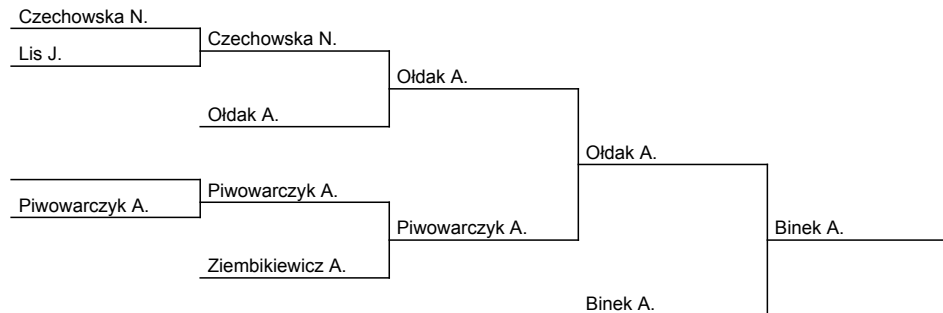 Czechowska N.
Lis J.
Czechowska N.
Ołdak A.
Ołdak A.
Piwowarczyk A.
Piwowarczyk A.
Ziembikiewicz A.
Piwowarczyk A.
Ołdak A.
Binek A.
Binek A.